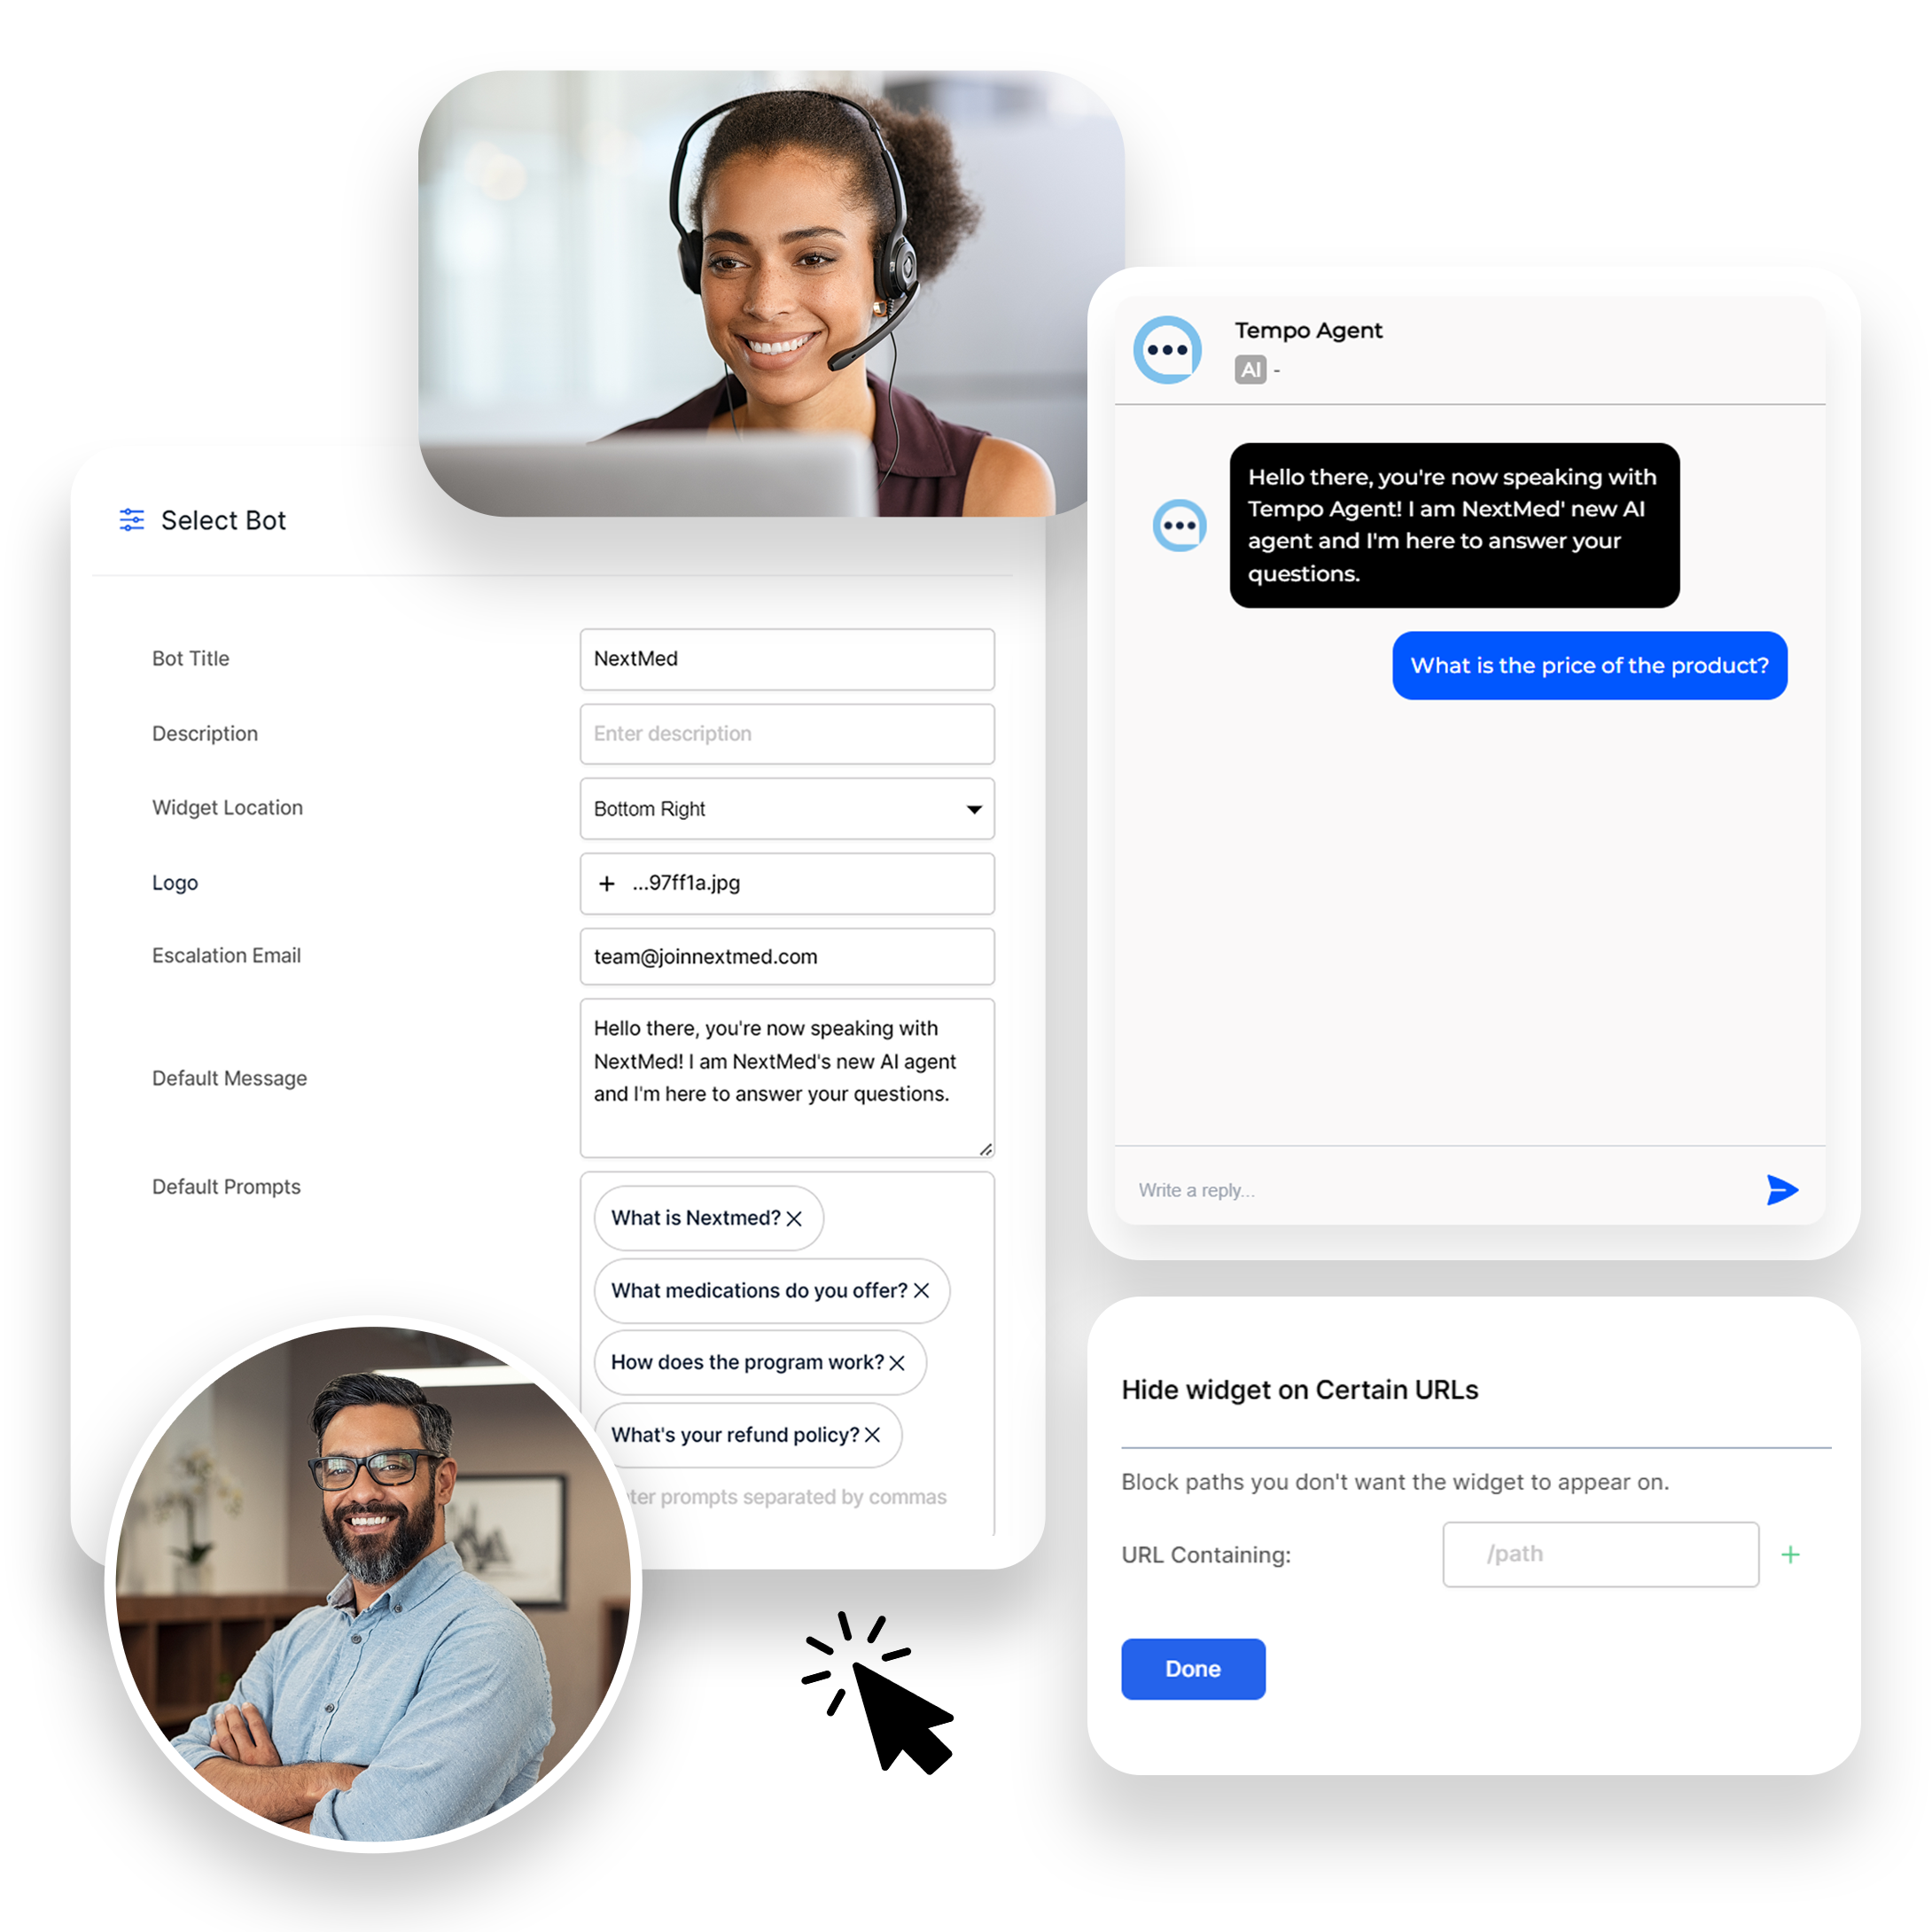 Select Bot
Bot Title
NextMed
Description
Enter description
Widget Location
Bottom Right
Logo
+ ...97ff1a.jpg
Escalation Email
team@joinnextmed.com
Default Message
Hello there, you're now speaking with
NextMed! I am NextMed's new AI agent
and I'm here to answer your questions.
Default Prompts
What is Nextmed?
What medications do you offer?
How does the program work?
What's your refund policy?
prompts separated by commas
Tempo Agent
AI -
Hello there, you're now speaking with
Tempo Agent! I am NextMed' new AI
agent and I'm here to answer your
questions.
What is the price of the product?
Write a reply...
Hide widget on Certain URLs
Block paths you don't want the widget to appear on.
URL Containing:
/path
+
Done